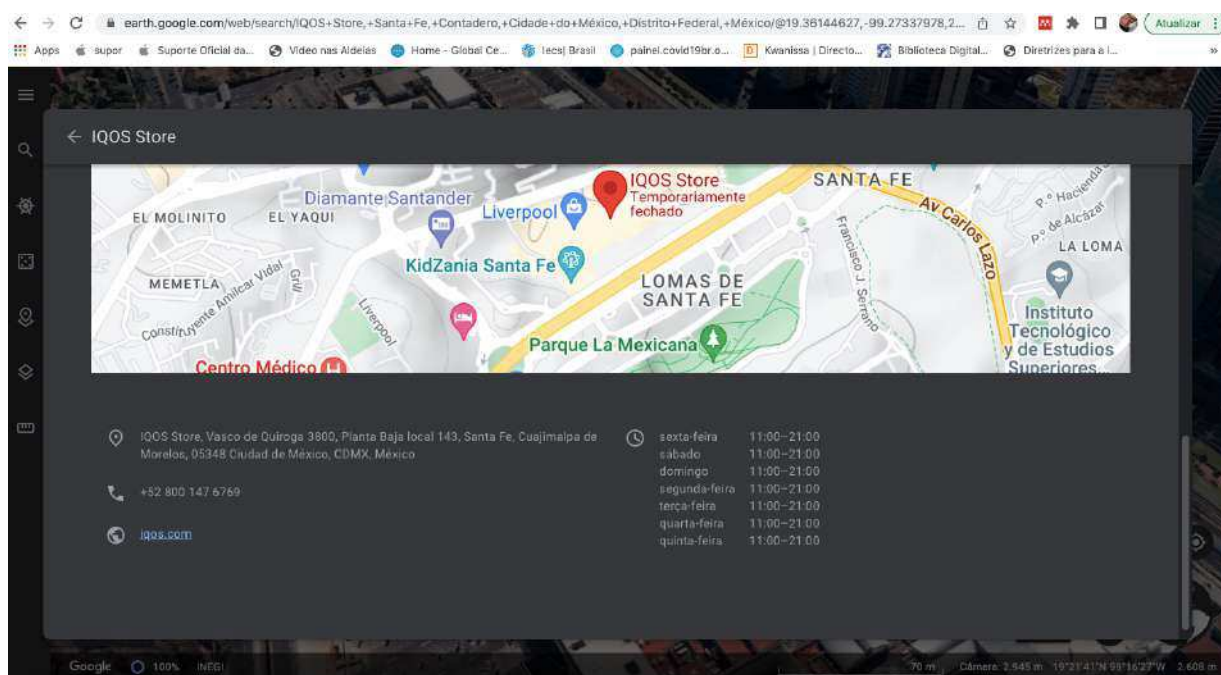 earth.google.com/web/search/IQOS+Store,+Santa+Fe,+Contadero,+Cidade+do+México,+Distrito+Federal,+México/@19.36144627,-99.27337978,2...
Atualizar
Apps
supor
Suporte Oficial da...
Vídeo nas Aldeias
Home - Global Ce...
Iecs| Brasil
painel.covid19br.o...
Kwanissa | Directo...
Biblioteca Digital...
Diretrizes para a l...
»
IQOS Store
IQOS Store
Temporariamente
fechado
SANTA FE
Diamante Santander
Liverpool
EL MOLINITO
EL YAQUI
Av Carlos Lazo
P.º Hacienda
P.º de Alcázar
LA LOMA
KidZania Santa Fe
MEMETLA
Constituyente Amilcar Vidal
Grill
Liverpool
LOMAS DE
SANTA FE
Francisco J. Serrano
Parque La Mexicana
Instituto
Tecnológico
y de Estudios
Superiores...
Centro Médico
IQOS Store, Vasco de Quiroga 3800, Planta Baja local 143, Santa Fe, Cuajimalpa de
Morelos, 05348 Ciudad de México, CDMX, México
+52 800 147 6769
iqos.com
sexta-feira 11:00–21:00
sábado 11:00–21:00
domingo 11:00–21:00
segunda-feira 11:00–21:00
terça-feira 11:00–21:00
quarta-feira 11:00–21:00
quinta-feira 11:00–21:00
Google
100%
INEGI
70 m
Câmera: 2.945 m
19°21'41"N 99°16'27"W
2.608 m